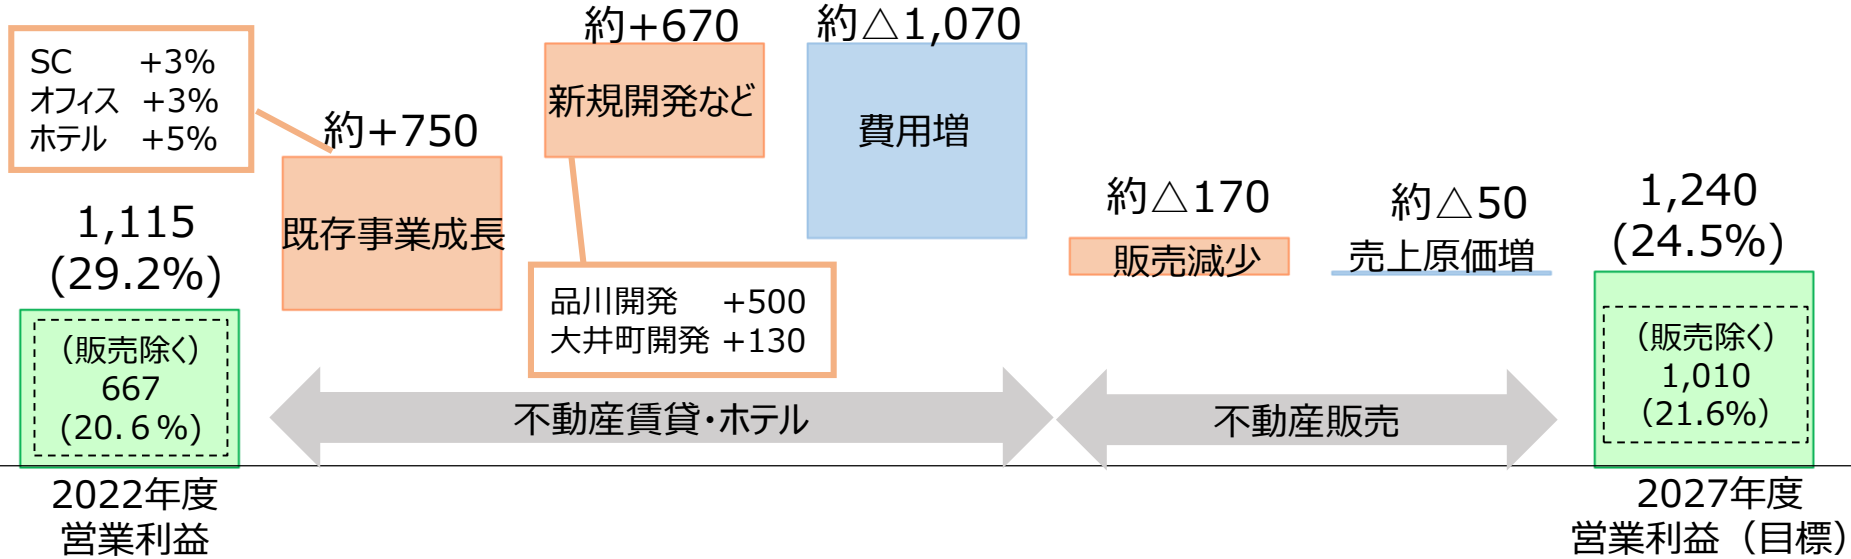 SC +3%
オフィス +3%
ホテル +5%
1,115
(29.2%)
(販売除く)
667
(20.6%)
2022年度
営業利益
約+750
既存事業成長
約+670
新規開発など
品川開発 +500
大井町開発 +130
約△1,070
費用増
不動産賃貸・ホテル
約△170
販売減少
約△50
売上原価増
不動産販売
1,240
(24.5%)
(販売除く)
1,010
(21.6%)
2027年度
営業利益（目標）